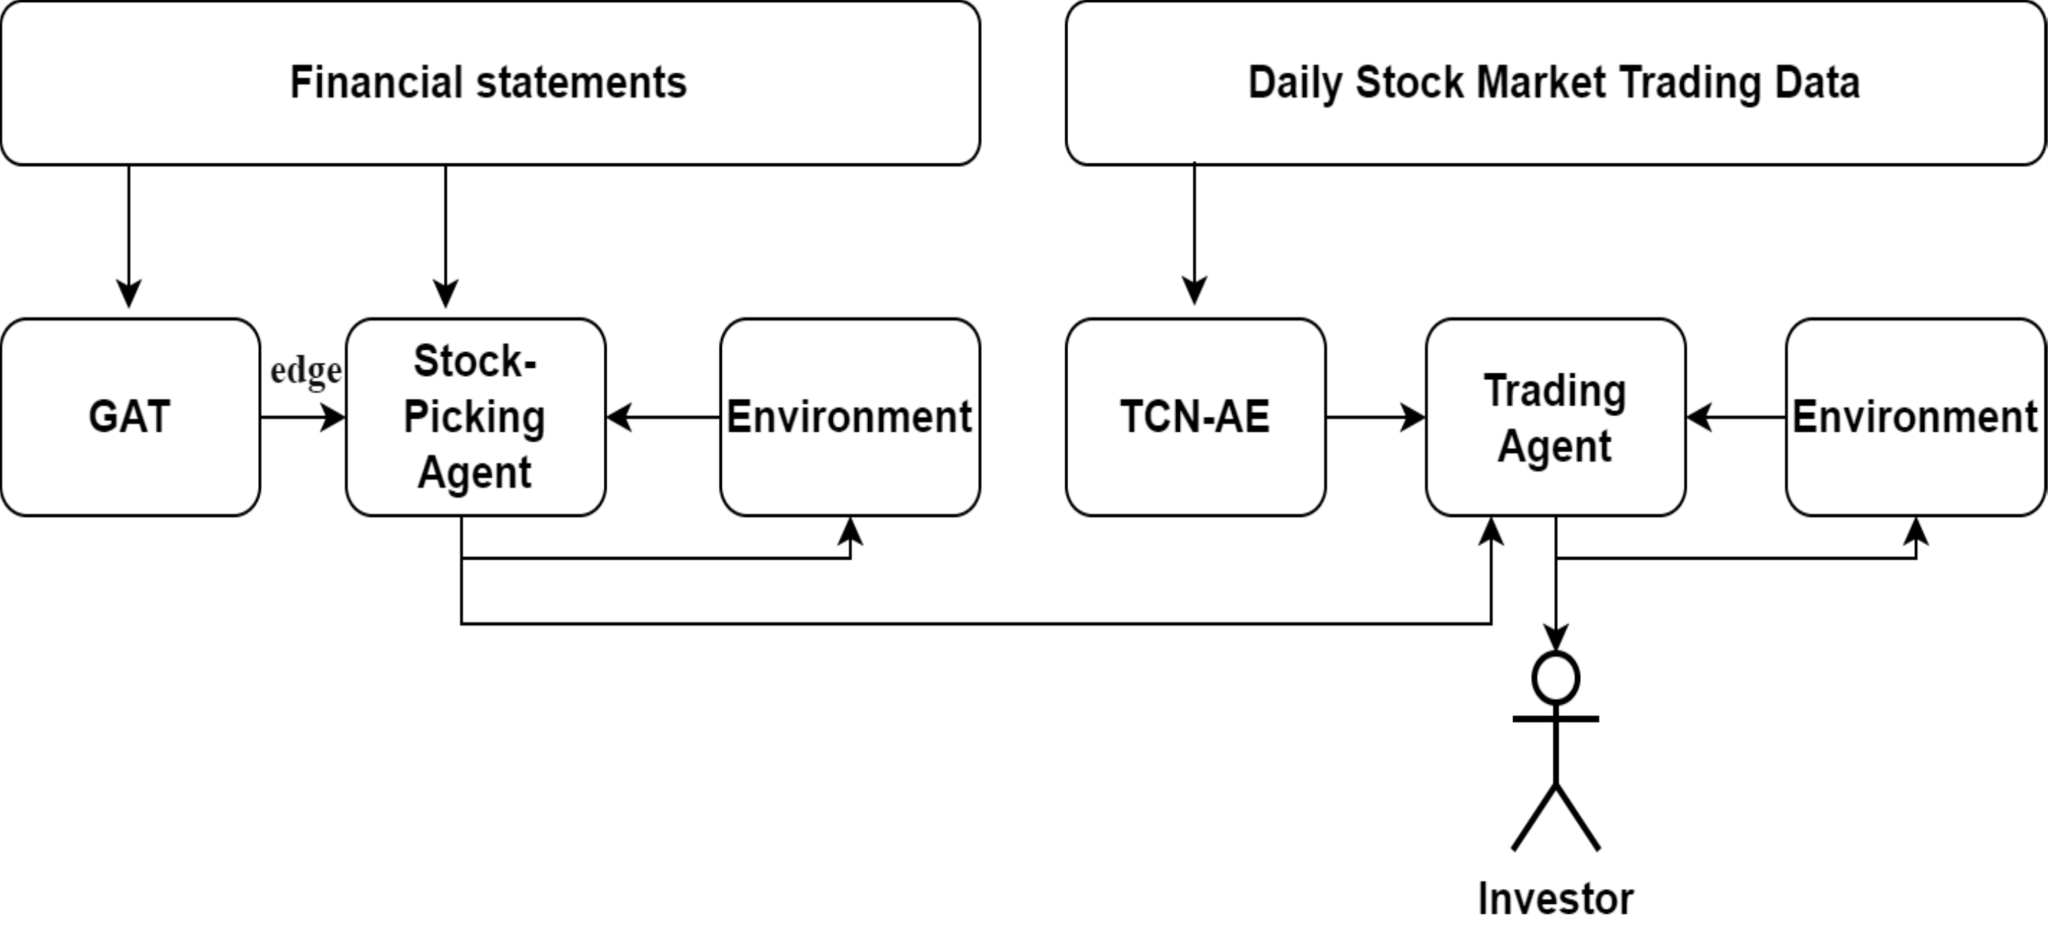 Financial statements
Daily Stock Market Trading Data
GAT
edge
Stock-
Picking
Agent
Environment
TCN-AE
Trading
Agent
Environment
Investor